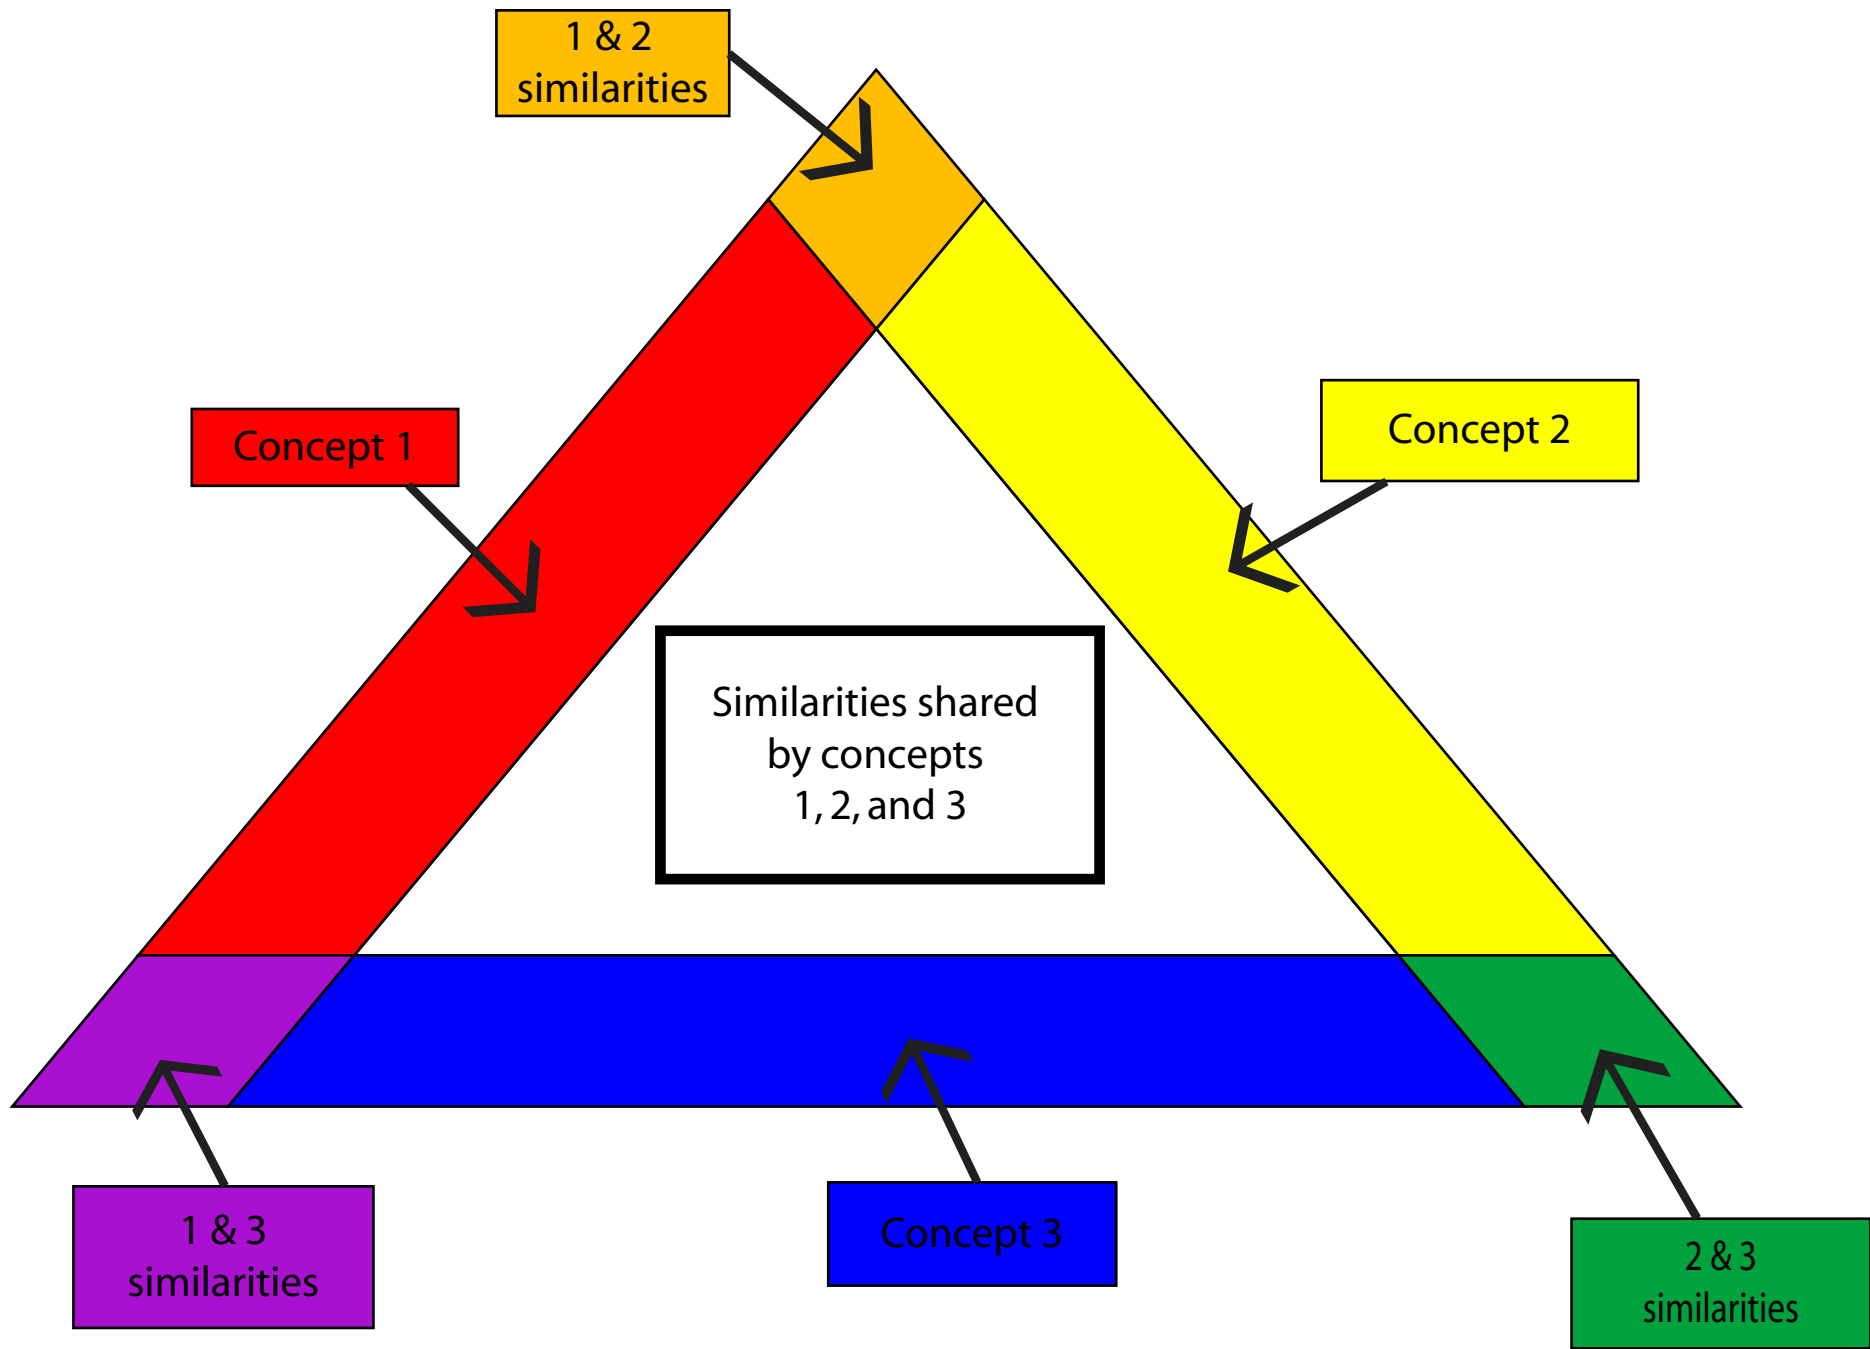 1 & 2
similarities
Concept 1
Concept 2
Similarities shared
by concepts
1, 2, and 3
1 & 3
similarities
Concept 3
2 & 3
similarities